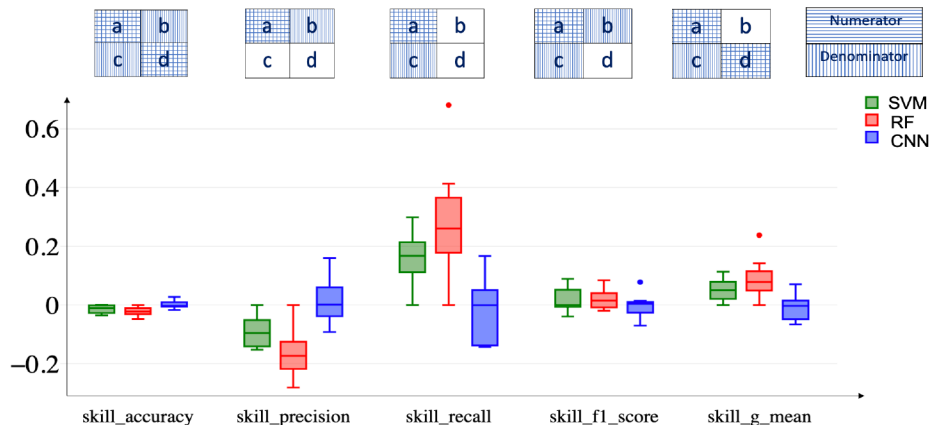 a b a b a b a b a b Numerator
c d c d c d c d c d Denominator
SVM
RF
CNN
0.6
0.4
0.2
0
−0.2
skill_accuracy skill_precision skill_recall skill_f1_score skill_g_mean